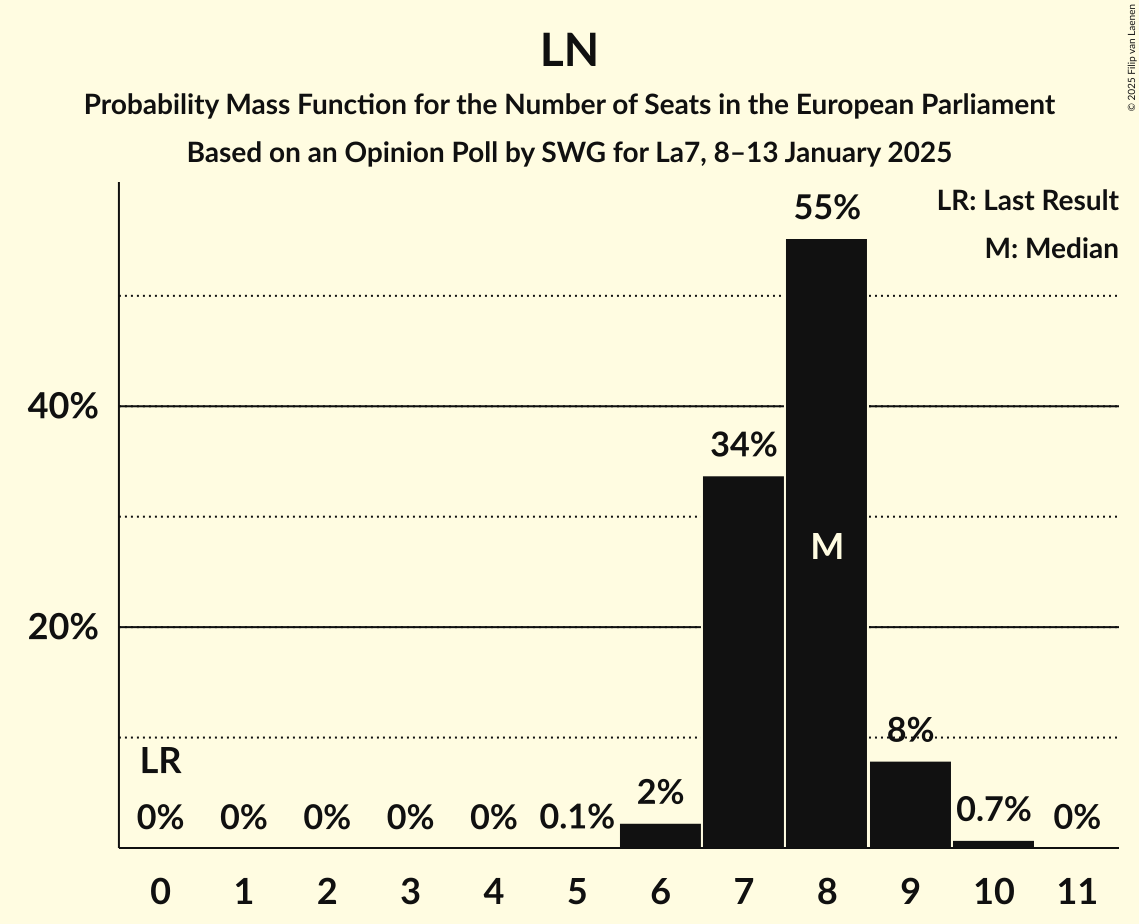 LN
Probability Mass Function for the Number of Seats in the European Parliament
Based on an Opinion Poll by SWG for La7, 8–13 January 2025
© 2025 Filip van Laenen
LR: Last Result
M: Median
55%
40%
34%
M
20%
8%
LR
2%
0% 0% 0% 0% 0% 0.1% 0.7% 0%
0 1 2 3 4 5 6 7 8 9 10 11